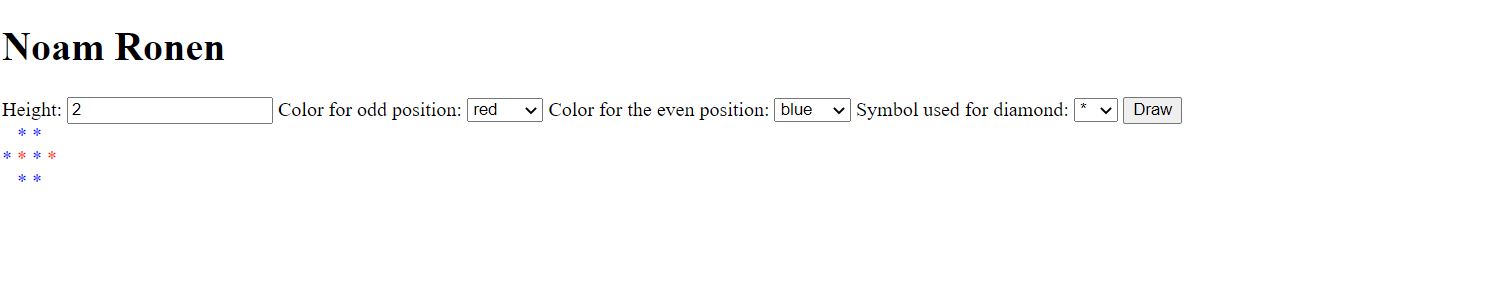 Noam Ronen
Height: 2 Color for odd position: red Color for the even position: blue Symbol used for diamond: * Draw
* *
* * * *
* *